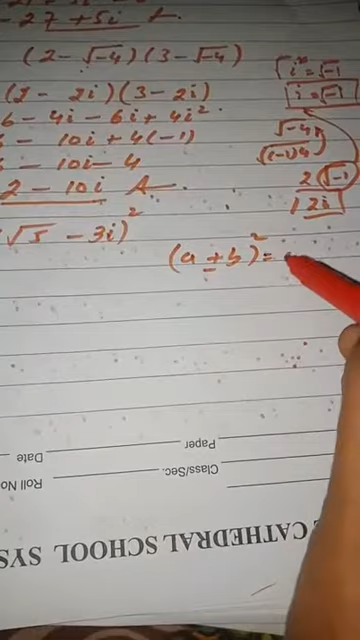 -27 +5i
(2-√-4)(3-√-4)
(2- 2i)(3-2i)
6 - 4i - 6i + 4i².
- 10i + 4(-1)
- 10i - 4
2 - 10i A
i = √-1
√-4
√(-1)4
2 √-1
2i
√5 - 3i)²
(a + b)² =
Date
Paper
Roll No
Class/Sec.
CATHEDRAL SCHOOL SYS